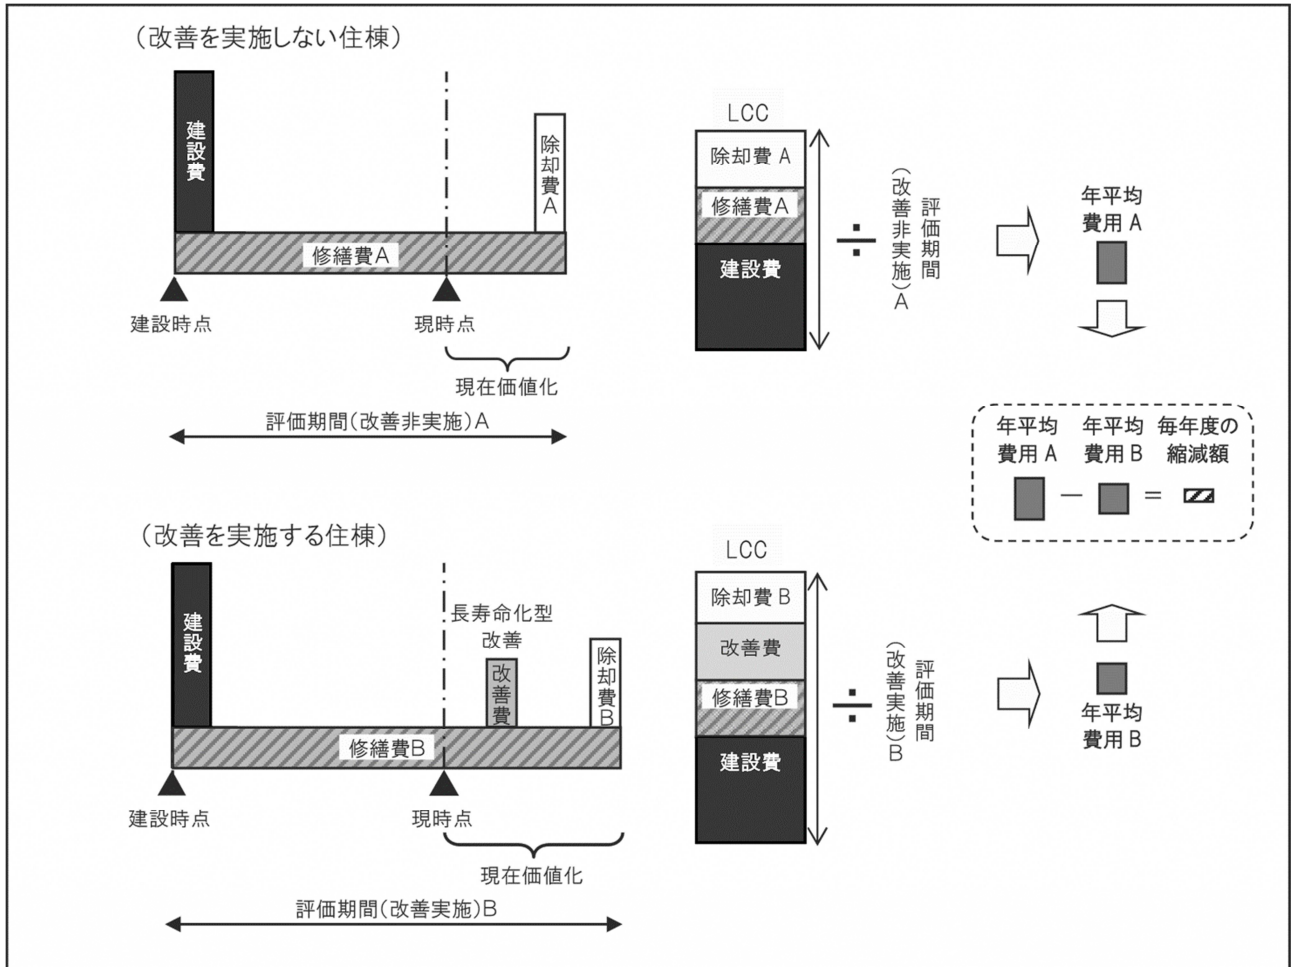 （改善を実施しない住棟）
建設費
除却費A
修繕費A
建設時点
現時点
現在価値化
評価期間（改善非実施）A
LCC
除却費 A
修繕費A
建設費
÷
評価期間
（改善非実施）A
年平均
費用 A
年平均
費用 A
年平均
費用 B
毎年度の
縮減額
－
＝
（改善を実施する住棟）
建設費
長寿命化型
改善
改善費
除却費B
修繕費B
建設時点
現時点
現在価値化
評価期間（改善実施）B
LCC
除却費 B
改善費
修繕費B
建設費
÷
評価期間
（改善実施）B
年平均
費用 B